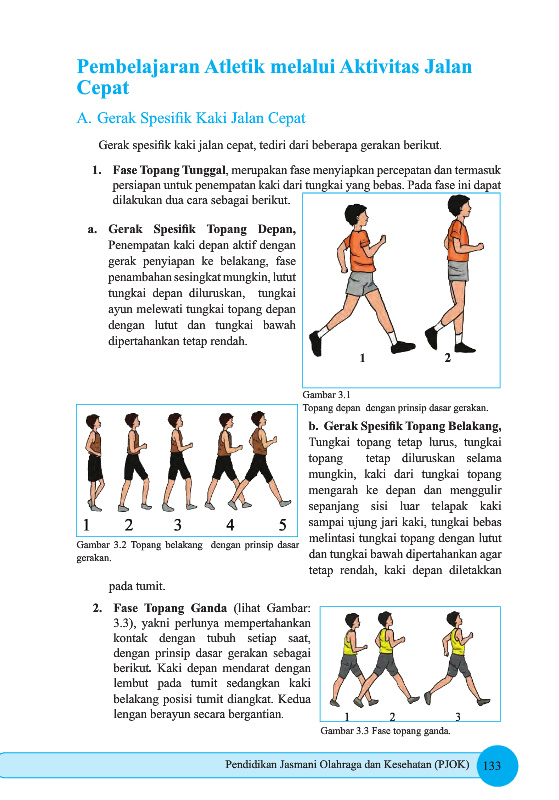 Pembelajaran Atletik melalui Aktivitas Jalan
Cepat
A. Gerak Spesifik Kaki Jalan Cepat
Gerak spesifik kaki jalan cepat, tediri dari beberapa gerakan berikut.
1. Fase Topang Tunggal, merupakan fase menyiapkan percepatan dan termasuk
persiapan untuk penempatan kaki dari tungkai yang bebas. Pada fase ini dapat
dilakukan dua cara sebagai berikut.
a. Gerak Spesifik Topang Depan,
Penempatan kaki depan aktif dengan
gerak penyiapan ke belakang, fase
penambahan sesingkat mungkin, lutut
tungkai depan diluruskan, tungkai
ayun melewati tungkai topang depan
dengan lutut dan tungkai bawah
dipertahankan tetap rendah.
1 2
Gambar 3.1
Topang depan dengan prinsip dasar gerakan.
1 2 3 4 5
Gambar 3.2 Topang belakang dengan prinsip dasar
gerakan.
b. Gerak Spesifik Topang Belakang,
Tungkai topang tetap lurus, tungkai
topang tetap diluruskan selama
mungkin, kaki dari tungkai topang
mengarah ke depan dan menggulir
sepanjang sisi luar telapak kaki
sampai ujung jari kaki, tungkai bebas
melintasi tungkai topang dengan lutut
dan tungkai bawah dipertahankan agar
tetap rendah, kaki depan diletakkan
pada tumit.
2. Fase Topang Ganda (lihat Gambar:
3.3), yakni perlunya mempertahankan
kontak dengan tubuh setiap saat,
dengan prinsip dasar gerakan sebagai
berikut. Kaki depan mendarat dengan
lembut pada tumit sedangkan kaki
belakang posisi tumit diangkat. Kedua
lengan berayun secara bergantian.
1 2 3
Gambar 3.3 Fase topang ganda.
Pendidikan Jasmani Olahraga dan Kesehatan (PJOK) 133